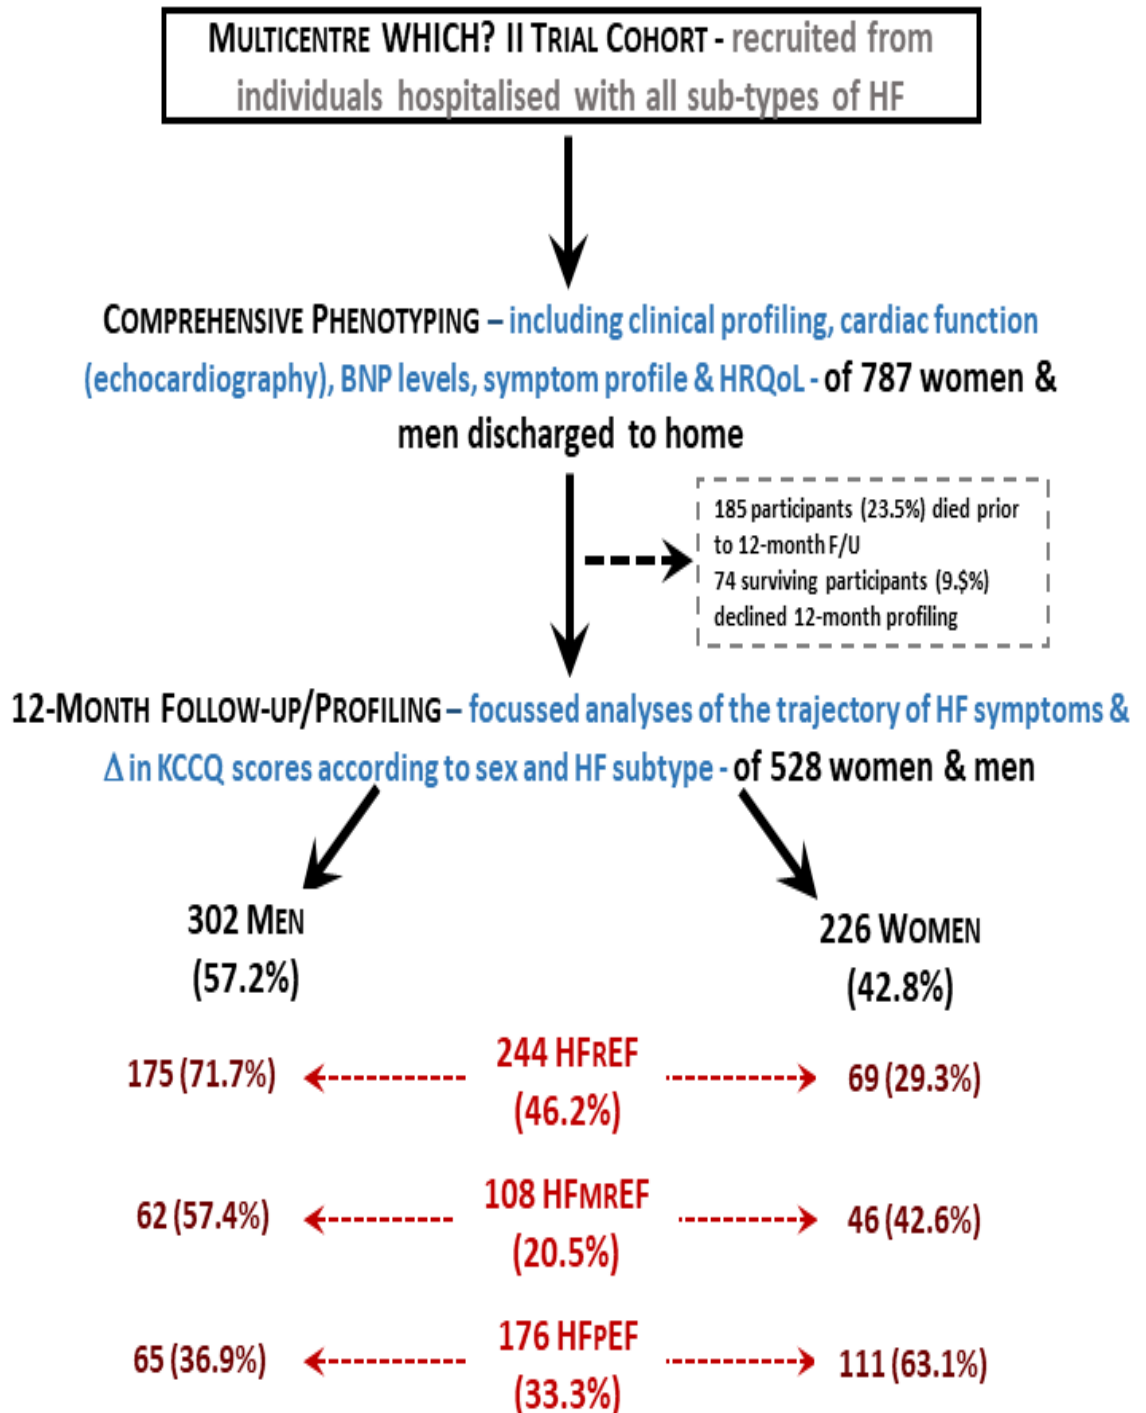 MULTICENTRE WHICH? II TRIAL COHORT - recruited from
individuals hospitalised with all sub-types of HF
COMPREHENSIVE PHENOTYPING – including clinical profiling, cardiac function
(echocardiography), BNP levels, symptom profile & HRQoL - of 787 women &
men discharged to home
185 participants (23.5%) died prior
to 12-month F/U
74 surviving participants (9.$%)
declined 12-month profiling
12-MONTH FOLLOW-UP/PROFILING – focussed analyses of the trajectory of HF symptoms &
Δ in KCCQ scores according to sex and HF subtype - of 528 women & men
302 MEN
(57.2%)
226 WOMEN
(42.8%)
175 (71.7%)
244 HFREF
(46.2%)
69 (29.3%)
62 (57.4%)
108 HFMREF
(20.5%)
46 (42.6%)
65 (36.9%)
176 HFPEF
(33.3%)
111 (63.1%)